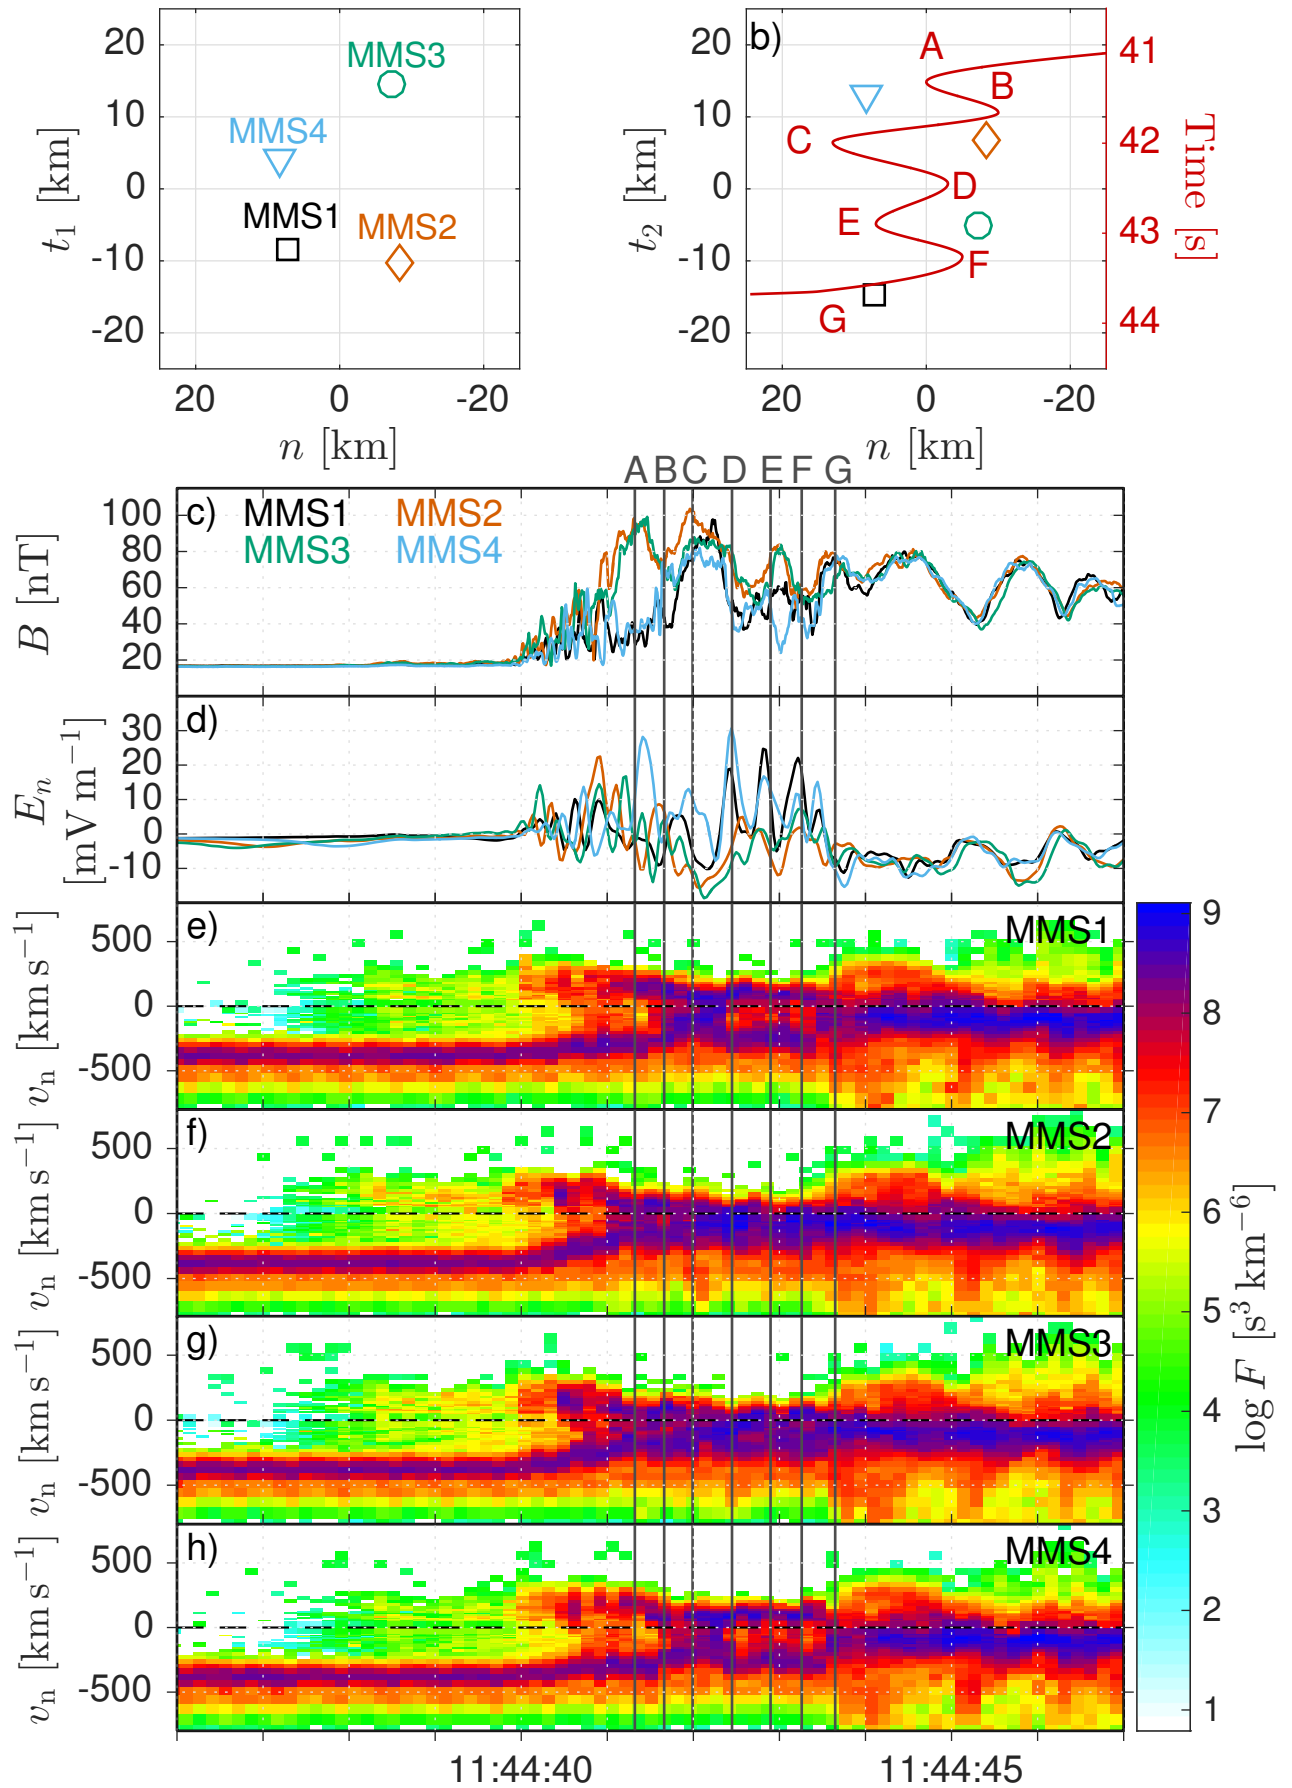 20
10
0
-10
-20
t₁ [km]
MMS3
MMS4
MMS1
MMS2
20 0 -20
n [km]
b)
20
10
0
-10
-20
t₂ [km]
A
B
C
D
E
F
G
41
42
43
44
Time [s]
20 0 -20
n [km]
A B C D E F G
c)
MMS1 MMS2
MMS3 MMS4
100
80
60
40
20
B [nT]
d)
30
20
10
0
-10
Eₙ
[mV m⁻¹]
e)
MMS1
500
0
-500
vₙ [km s⁻¹]
f)
MMS2
500
0
-500
vₙ [km s⁻¹]
g)
MMS3
500
0
-500
vₙ [km s⁻¹]
h)
MMS4
500
0
-500
vₙ [km s⁻¹]
11:44:40 11:44:45
9
8
7
6
5
4
3
2
1
log F [s³ km⁻⁶]